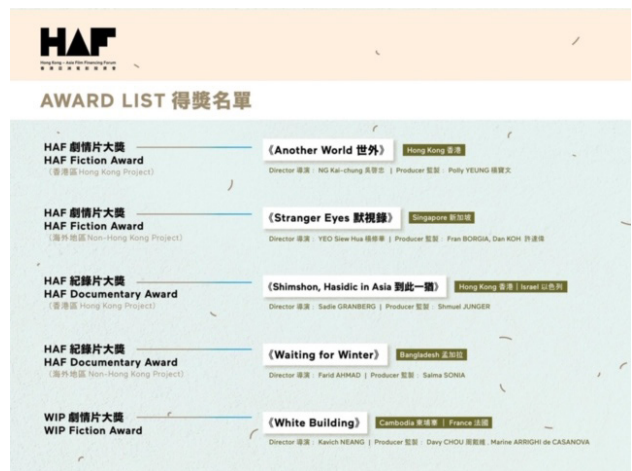 HAF
Hong Kong - Asia Film Financing Forum
香港亞洲電影投資會
AWARD LIST 得獎名單
HAF 劇情片大獎
HAF Fiction Award
(香港區 Hong Kong Project)
《Another World 世外》
Hong Kong 香港
Director 導演 : NG Kai-chung 吳啓忠 | Producer 監製 : Polly YEUNG 楊寶文
HAF 劇情片大獎
HAF Fiction Award
(海外地區 Non-Hong Kong Project)
《Stranger Eyes 默視錄》
Singapore 新加坡
Director 導演 : YEO Siew Hua 楊修華 | Producer 監製 : Fran BORGIA, Dan KOH 許達偉
HAF 紀錄片大獎
HAF Documentary Award
(香港區 Hong Kong Project)
《Shimshon, Hasidic in Asia 到此一猶》
Hong Kong 香港 | Israel 以色列
Director 導演 : Sadie GRANBERG | Producer 監製 : Shmuel JUNGER
HAF 紀錄片大獎
HAF Documentary Award
(海外地區 Non-Hong Kong Project)
《Waiting for Winter》
Bangladesh 孟加拉
Director 導演 : Farid AHMAD | Producer 監製 : Salma SONIA
WIP 劇情片大獎
WIP Fiction Award
《White Building》
Cambodia 柬埔寨 | France 法國
Director 導演 : Kavich NEANG | Producer 監製 : Davy CHOU 周戴維 , Marine ARRIGHI de CASANOVA